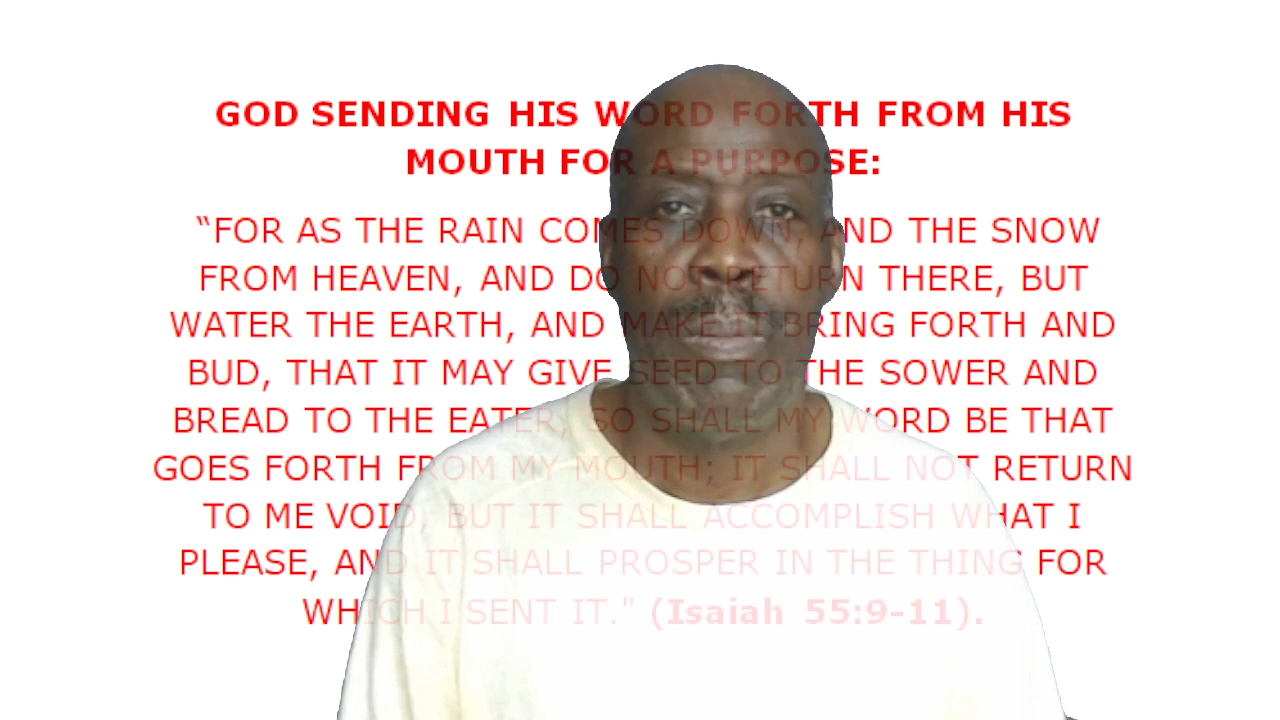 GOD SENDING HIS WORD FORTH FROM HIS
MOUTH FOR A PURPOSE:
“FOR AS THE RAIN COMES DOWN, AND THE SNOW
FROM HEAVEN, AND DO NOT RETURN THERE, BUT
WATER THE EARTH, AND MAKE IT BRING FORTH AND
BUD, THAT IT MAY GIVE SEED TO THE SOWER AND
BREAD TO THE EATER, SO SHALL MY WORD BE THAT
GOES FORTH FROM MY MOUTH; IT SHALL NOT RETURN
TO ME VOID, BUT IT SHALL ACCOMPLISH WHAT I
PLEASE, AND IT SHALL PROSPER IN THE THING FOR
WHICH I SENT IT." (Isaiah 55:9-11).